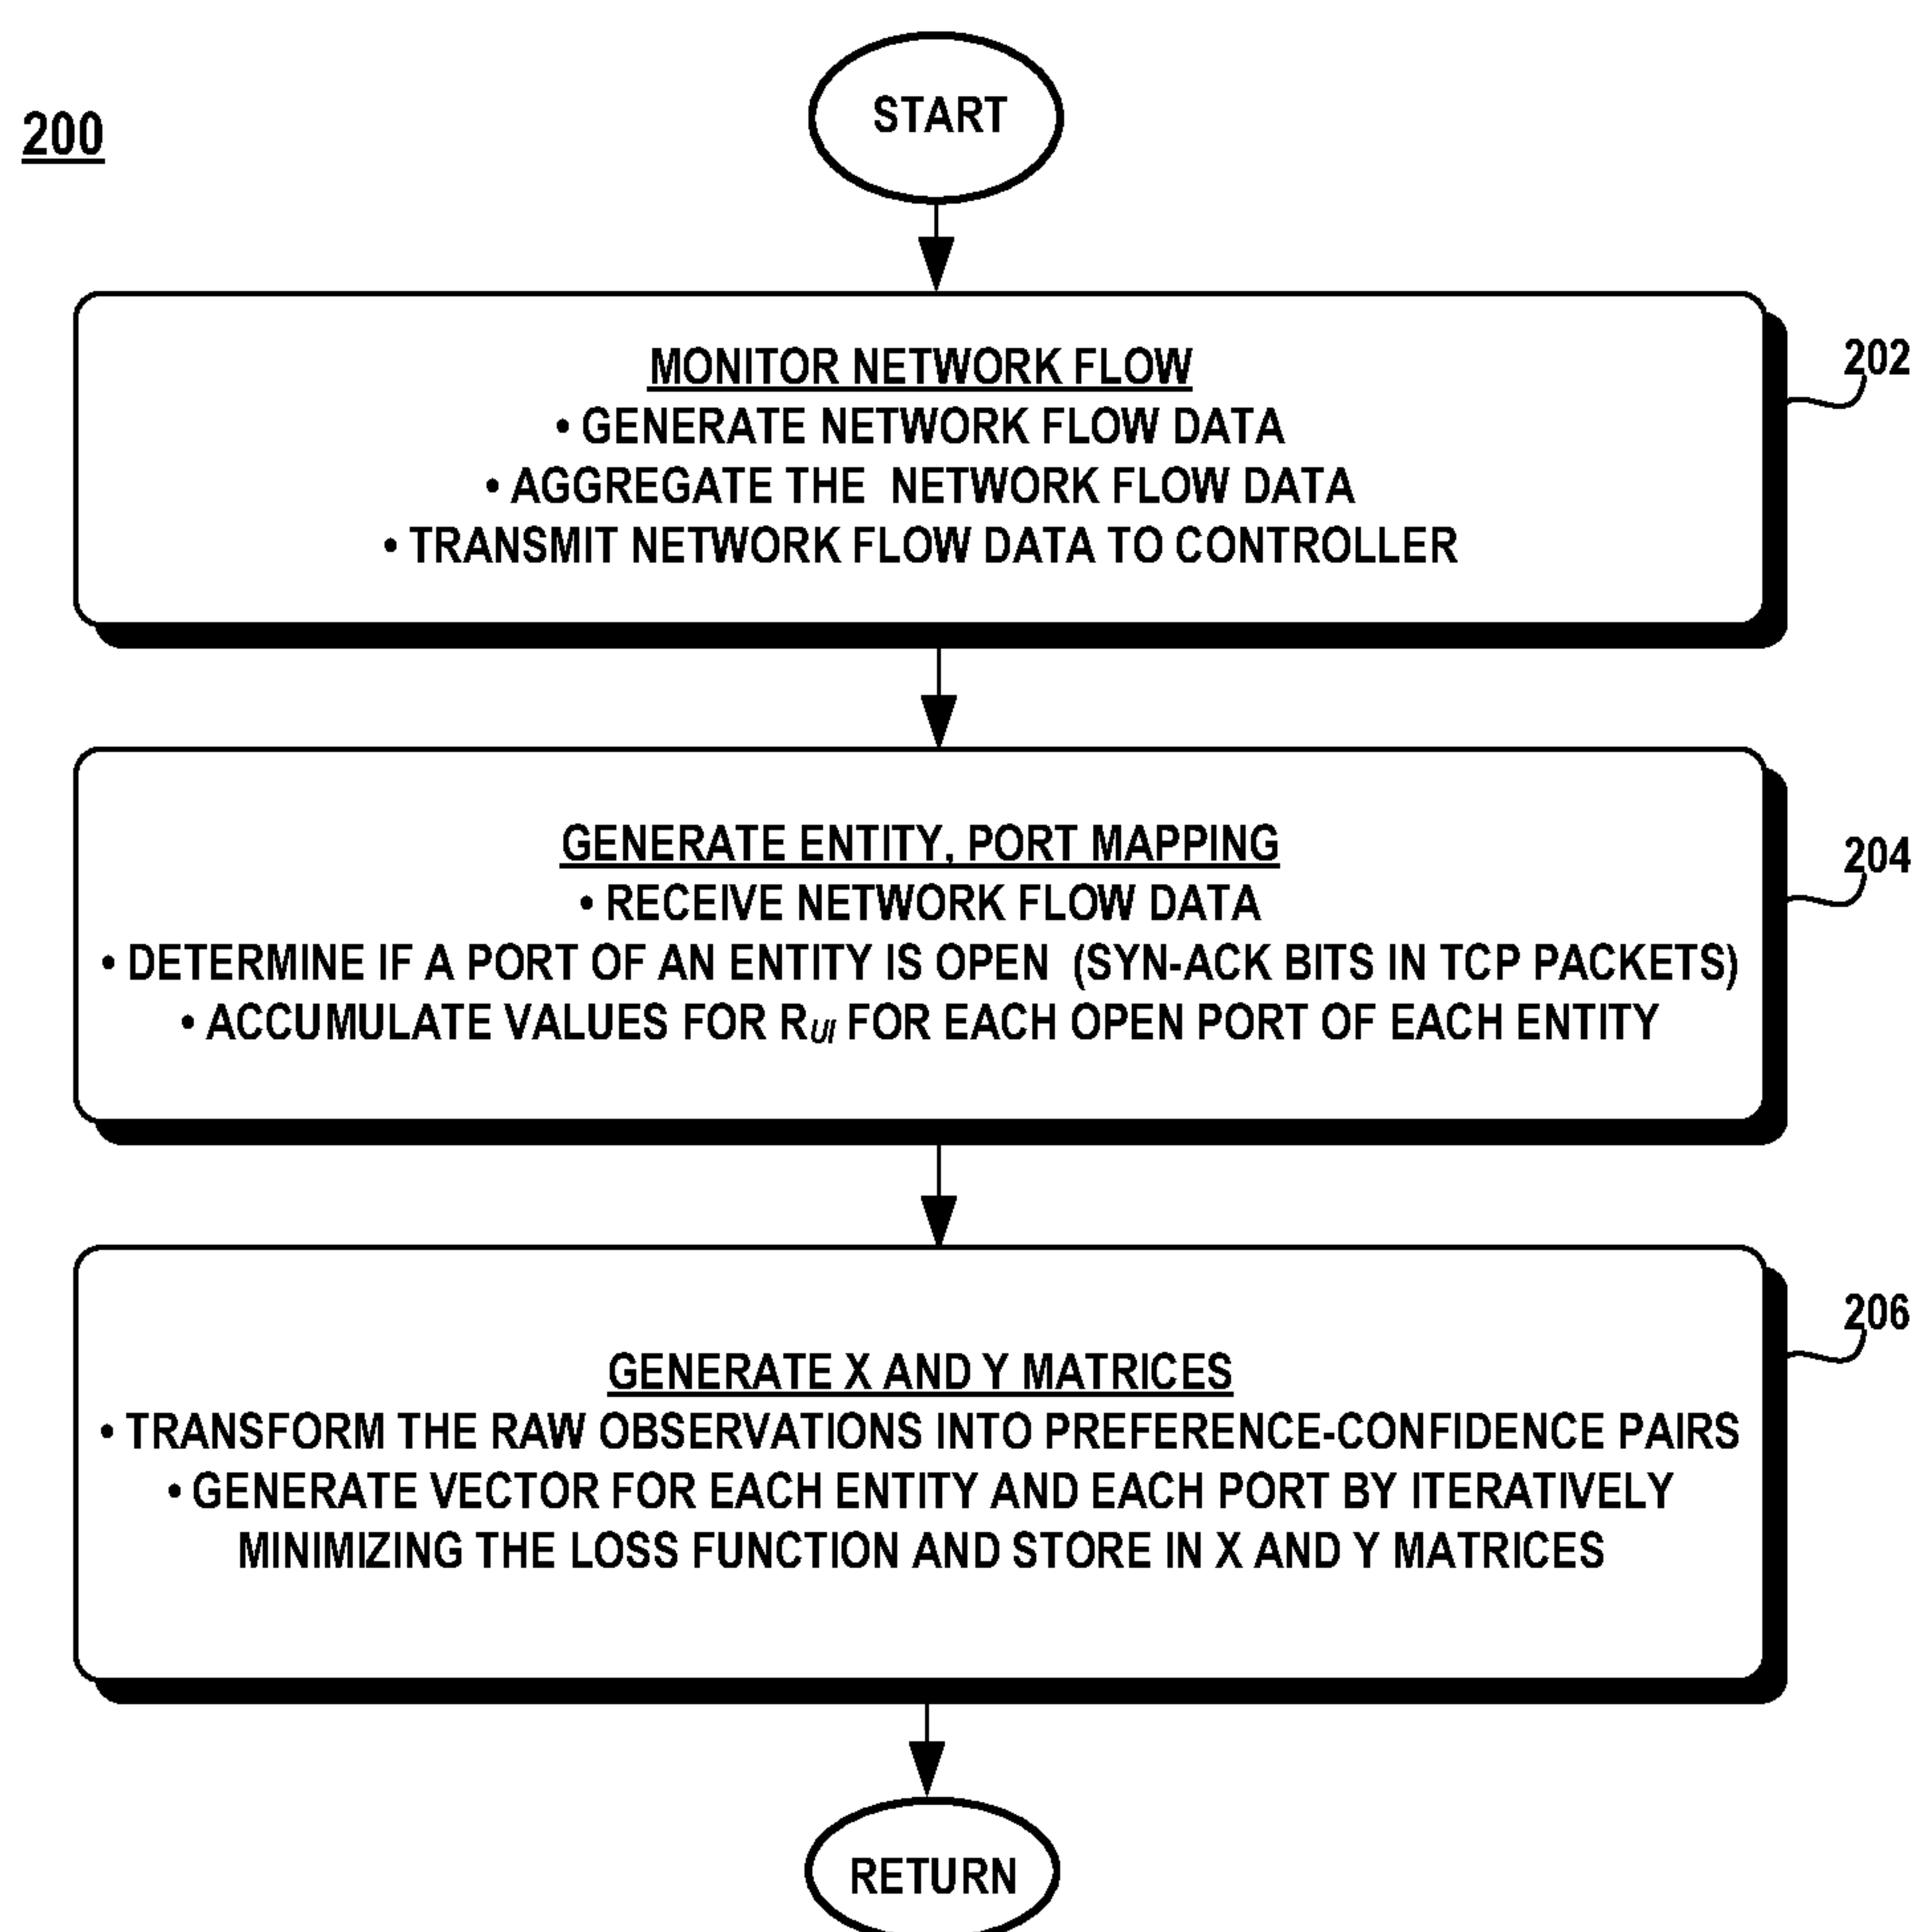 START
200
MONITOR NETWORK FLOW
202
• GENERATE NETWORK FLOW DATA
• AGGREGATE THE NETWORK FLOW DATA
• TRANSMIT NETWORK FLOW DATA TO CONTROLLER
GENERATE ENTITY, PORT MAPPING
204
• RECEIVE NETWORK FLOW DATA
• DETERMINE IF A PORT OF AN ENTITY IS OPEN (SYN-ACK BITS IN TCP PACKETS)
• ACCUMULATE VALUES FOR RUI FOR EACH OPEN PORT OF EACH ENTITY
206
GENERATE X AND Y MATRICES
• TRANSFORM THE RAW OBSERVATIONS INTO PREFERENCE-CONFIDENCE PAIRS
• GENERATE VECTOR FOR EACH ENTITY AND EACH PORT BY ITERATIVELY
MINIMIZING THE LOSS FUNCTION AND STORE IN X AND Y MATRICES
RETURN